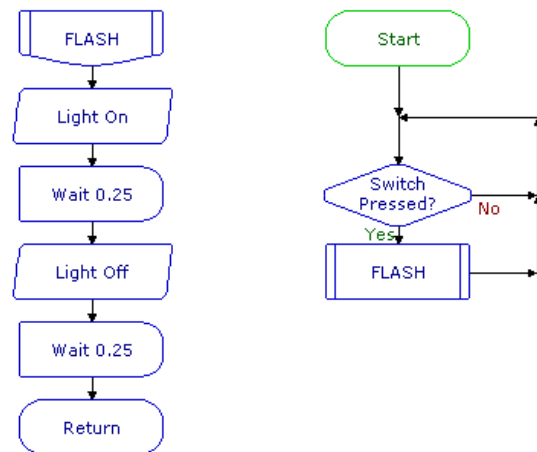 FLASH
Light On
Wait 0.25
Light Off
Wait 0.25
Return
Start
Switch
Pressed?
No
Yes
FLASH